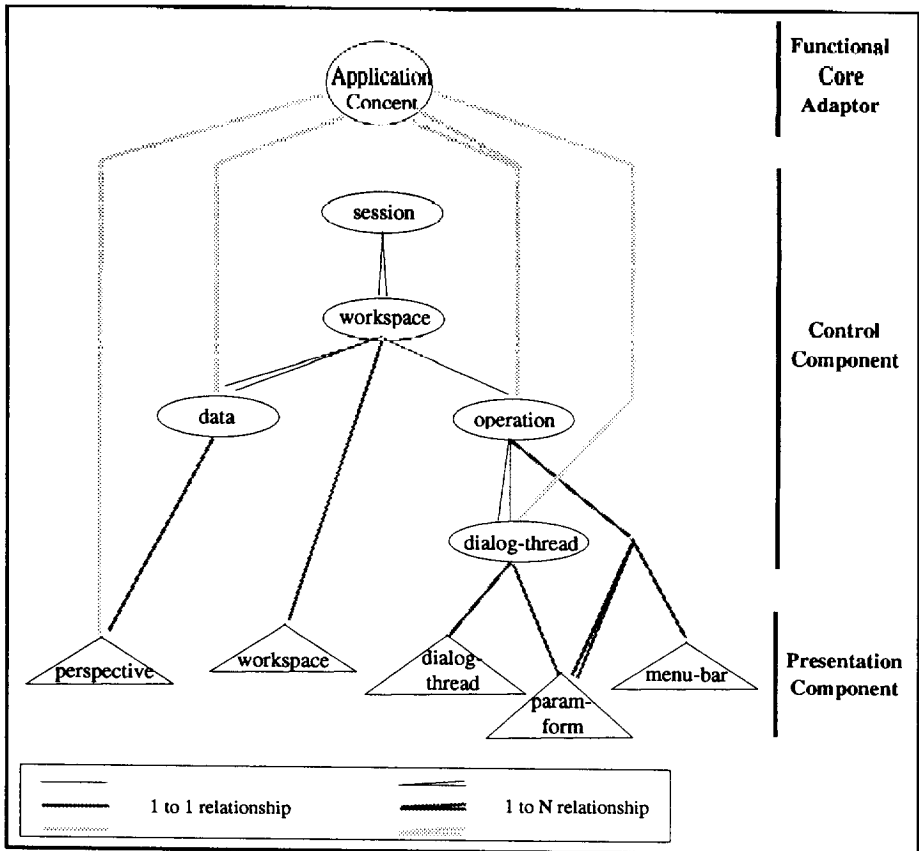 Application
Concept
Functional
Core
Adaptor
session
workspace
Control
Component
data
operation
dialog-thread
perspective
workspace
dialog-
thread
param-
form
menu-bar
Presentation
Component
1 to 1 relationship
1 to N relationship